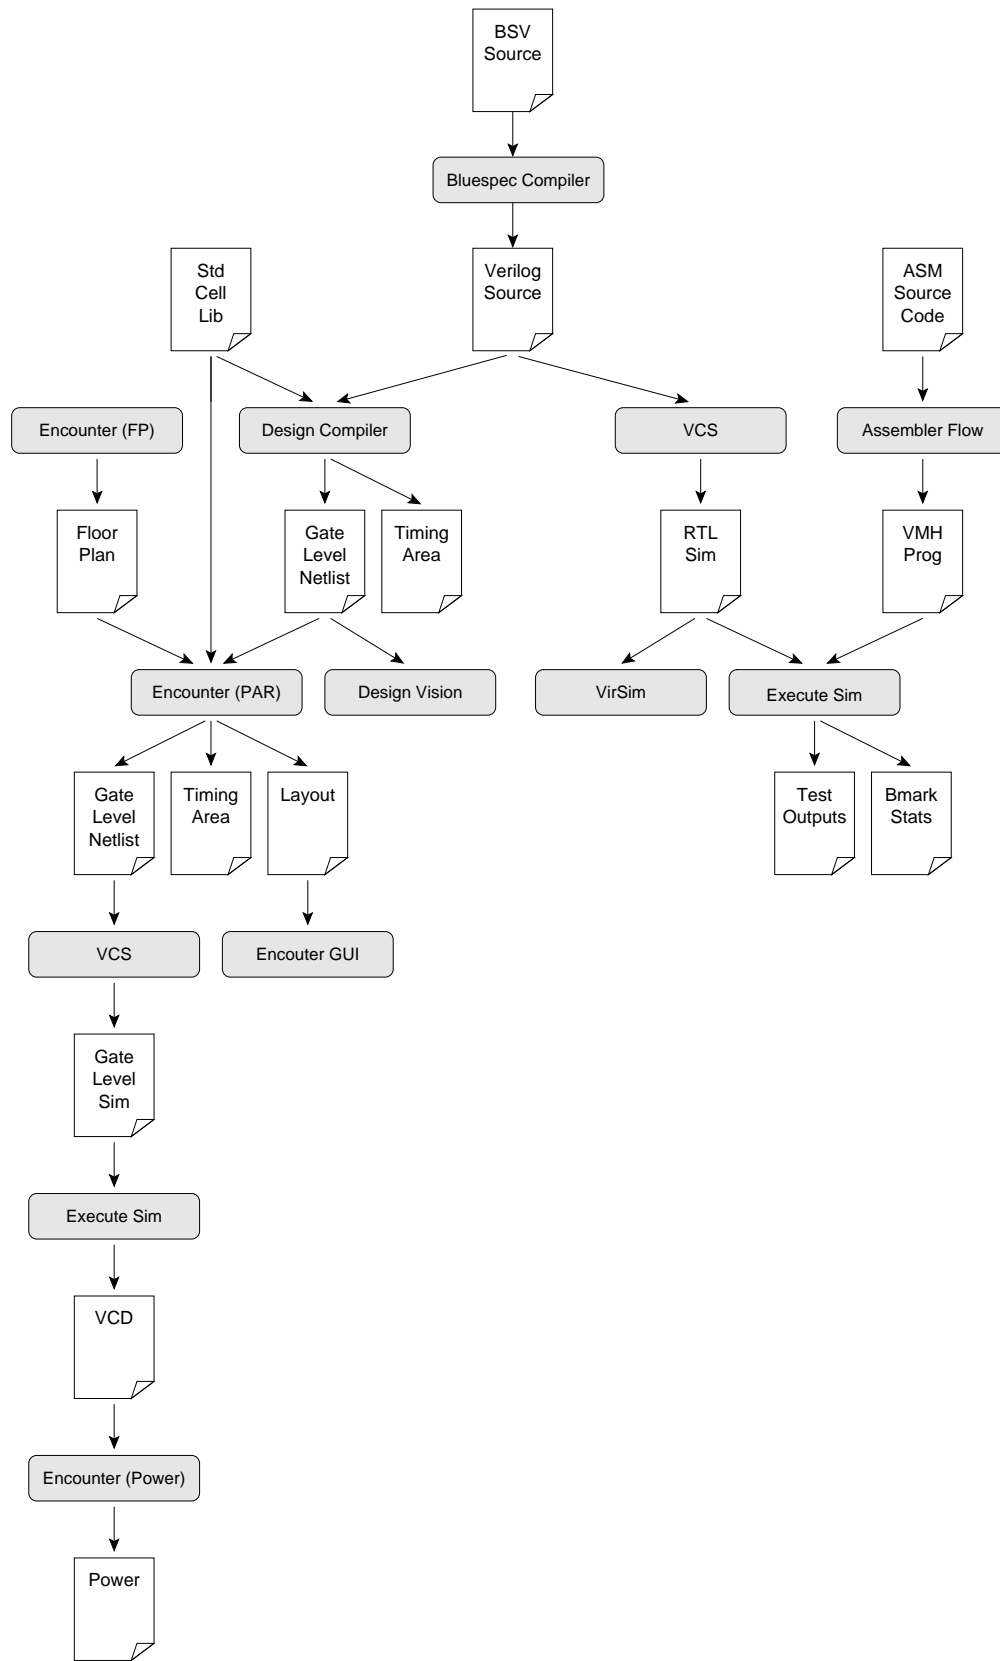 BSV
Source
Bluespec Compiler
Std
Cell
Lib
Verilog
Source
ASM
Source
Code
Encounter (FP)
Design Compiler
VCS
Assembler Flow
Floor
Plan
Gate
Level
Netlist
Timing
Area
RTL
Sim
VMH
Prog
Encounter (PAR)
Design Vision
VirSim
Execute Sim
Gate
Level
Netlist
Timing
Area
Layout
Test
Outputs
Bmark
Stats
VCS
Encouter GUI
Gate
Level
Sim
Execute Sim
VCD
Encounter (Power)
Power